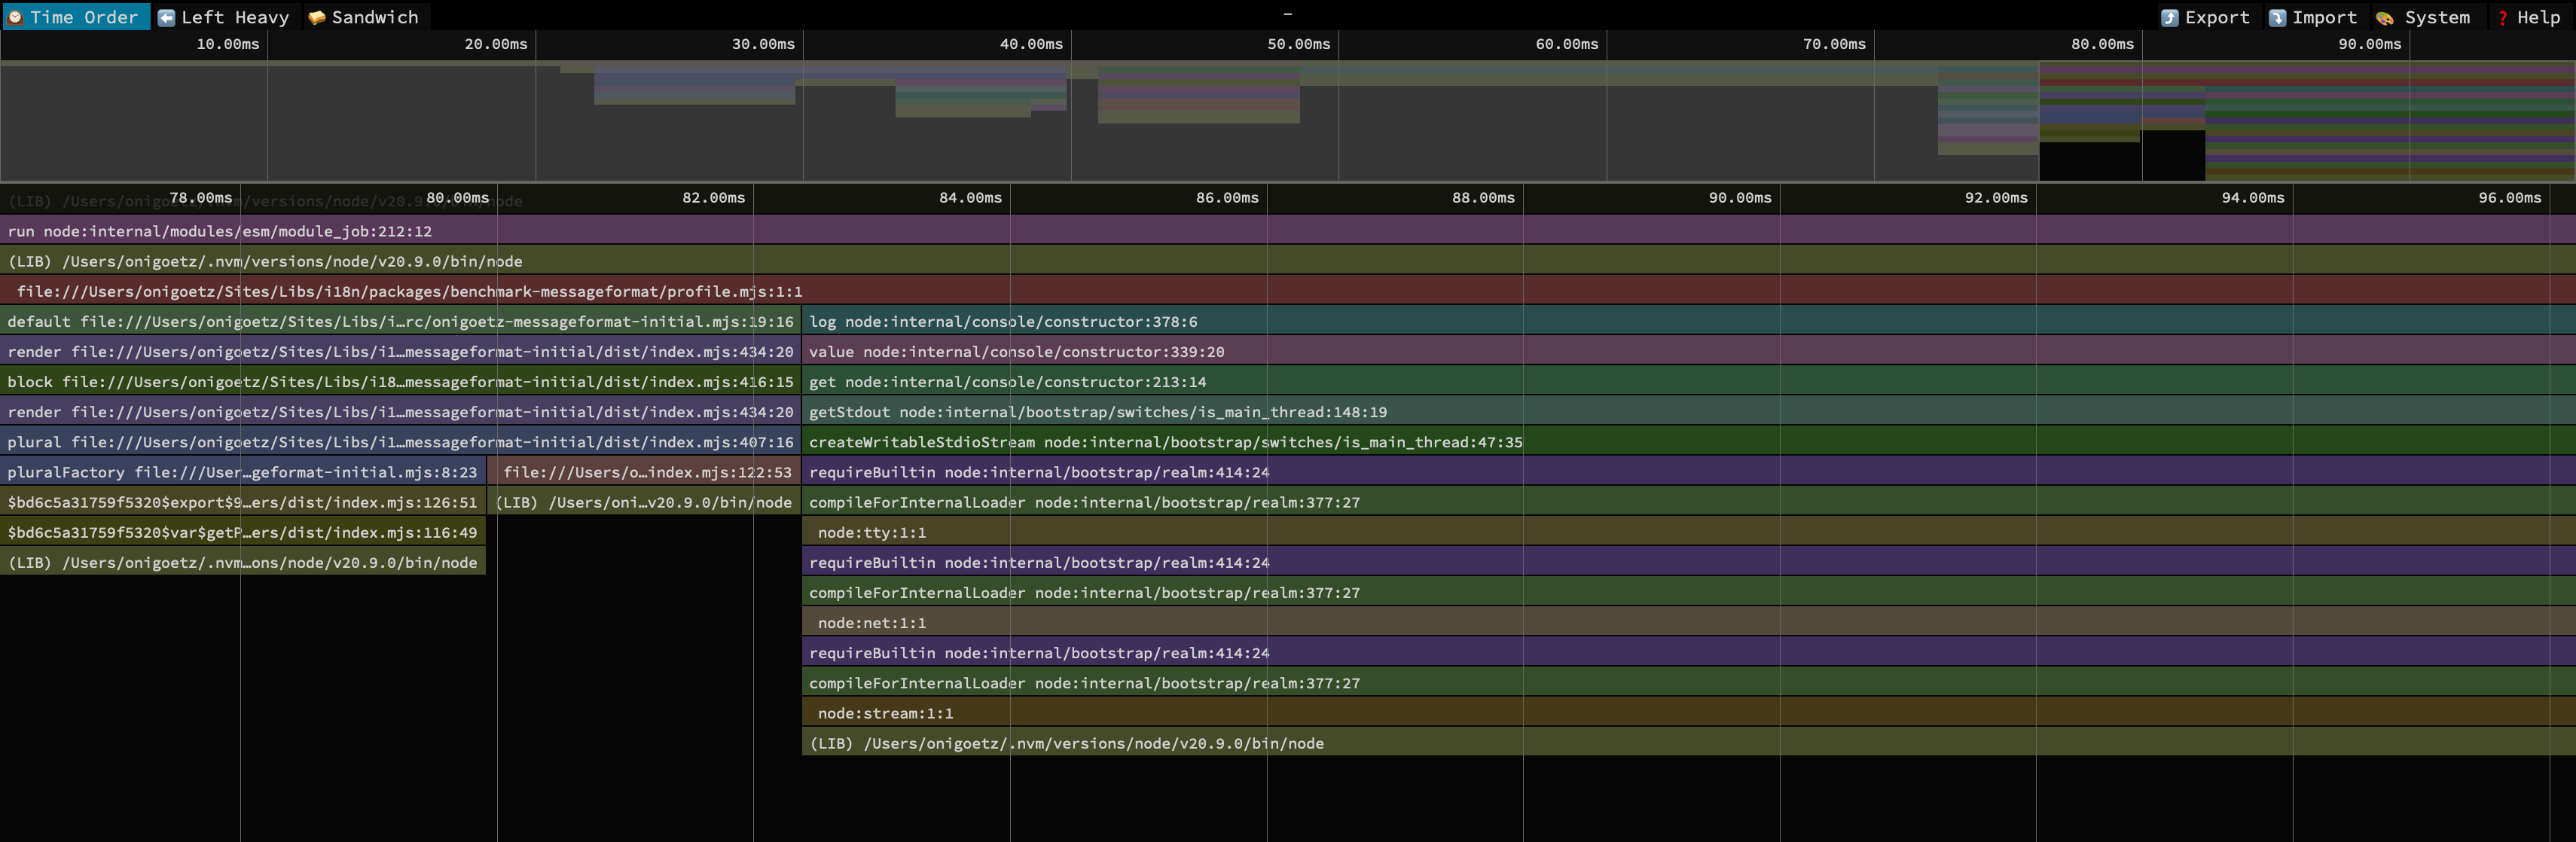 Time Order Left Heavy Sandwich – Export Import System ? Help
10.00ms 20.00ms 30.00ms 40.00ms 50.00ms 60.00ms 70.00ms 80.00ms 90.00ms
78.00ms 80.00ms 82.00ms 84.00ms 86.00ms 88.00ms 90.00ms 92.00ms 94.00ms 96.00ms
run node:internal/modules/esm/module_job:212:12
(LIB) /Users/onigoetz/.nvm/versions/node/v20.9.0/bin/node
file:///Users/onigoetz/Sites/Libs/i18n/packages/benchmark-messageformat/profile.mjs:1:1
default file:///Users/onigoetz/Sites/Libs/i…rc/onigoetz-messageformat-initial.mjs:19:16 log node:internal/console/constructor:378:6
render file:///Users/onigoetz/Sites/Libs/i1…messageformat-initial/dist/index.mjs:434:20 value node:internal/console/constructor:339:20
block file:///Users/onigoetz/Sites/Libs/i18…messageformat-initial/dist/index.mjs:416:15 get node:internal/console/constructor:213:14
render file:///Users/onigoetz/Sites/Libs/i1…messageformat-initial/dist/index.mjs:434:20 getStdout node:internal/bootstrap/switches/is_main_thread:148:19
plural file:///Users/onigoetz/Sites/Libs/i1…messageformat-initial/dist/index.mjs:407:16 createWritableStdioStream node:internal/bootstrap/switches/is_main_thread:47:35
pluralFactory file:///User…geformat-initial.mjs:8:23 file:///Users/o…index.mjs:122:53 requireBuiltin node:internal/bootstrap/realm:414:24
$bd6c5a31759f5320$export$9…ers/dist/index.mjs:126:51 (LIB) /Users/oni…v20.9.0/bin/node compileForInternalLoader node:internal/bootstrap/realm:377:27
$bd6c5a31759f5320$var$getP…ers/dist/index.mjs:116:49 node:tty:1:1
(LIB) /Users/onigoetz/.nvm…ons/node/v20.9.0/bin/node requireBuiltin node:internal/bootstrap/realm:414:24
compileForInternalLoader node:internal/bootstrap/realm:377:27
node:net:1:1
requireBuiltin node:internal/bootstrap/realm:414:24
compileForInternalLoader node:internal/bootstrap/realm:377:27
node:stream:1:1
(LIB) /Users/onigoetz/.nvm/versions/node/v20.9.0/bin/node